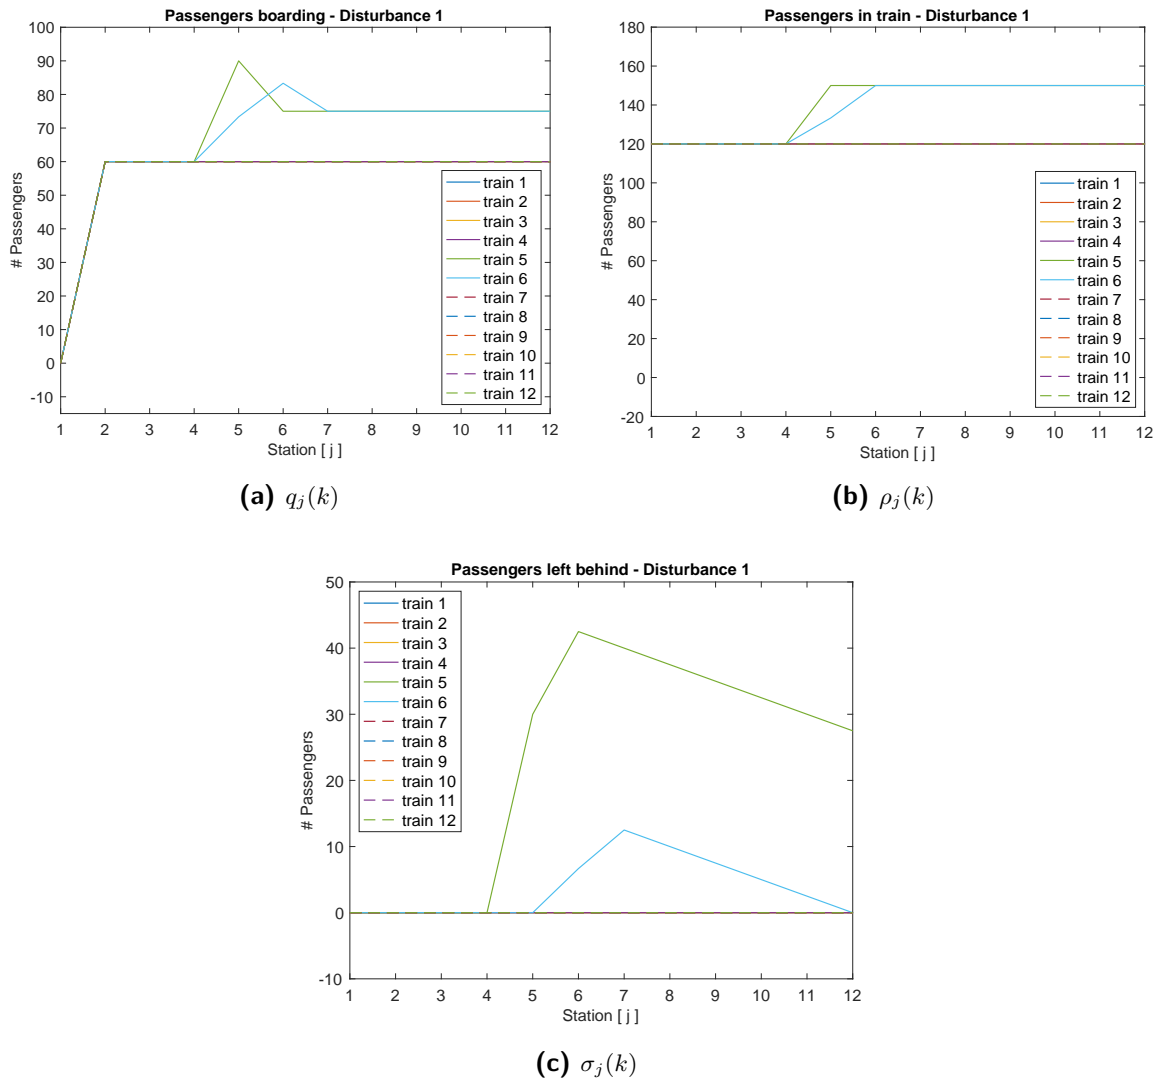 Passengers boarding - Disturbance 1
100
90
80
70
60
50
40
30
20
10
0
-10
# Passengers
1 2 3 4 5 6 7 8 9 10 11 12
Station [ j ]
train 1
train 2
train 3
train 4
train 5
train 6
train 7
train 8
train 9
train 10
train 11
train 12
(a) qj(k)
Passengers in train - Disturbance 1
180
160
140
120
100
80
60
40
20
0
-20
# Passengers
1 2 3 4 5 6 7 8 9 10 11 12
Station [ j ]
train 1
train 2
train 3
train 4
train 5
train 6
train 7
train 8
train 9
train 10
train 11
train 12
(b) ρj(k)
Passengers left behind - Disturbance 1
50
40
30
20
10
0
-10
# Passengers
1 2 3 4 5 6 7 8 9 10 11 12
Station [ j ]
train 1
train 2
train 3
train 4
train 5
train 6
train 7
train 8
train 9
train 10
train 11
train 12
(c) σj(k)